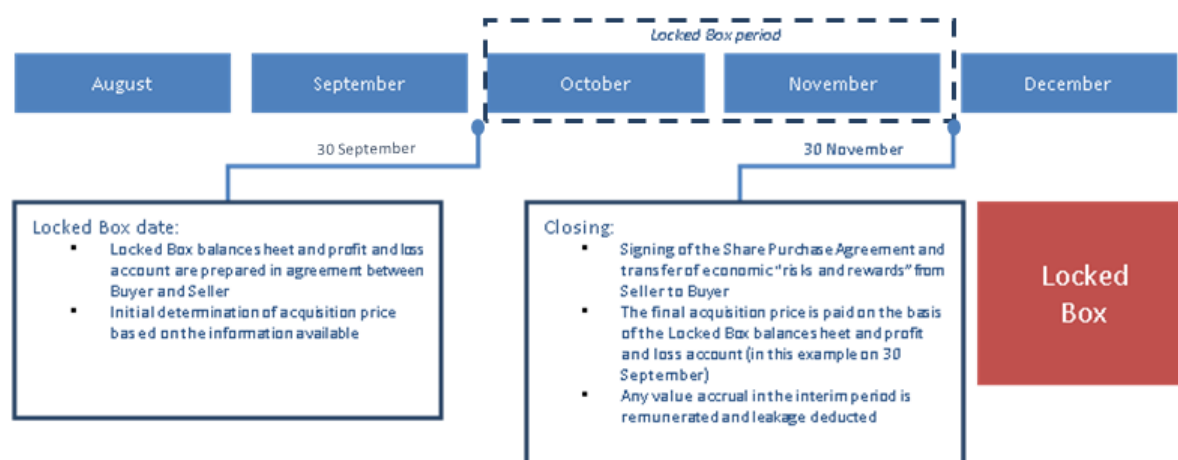 Locked Box period
August
September
October
November
December
30 September
30 November
Locked Box date:
▪ Locked Box balances heet and profit and loss
account are prepared in agreement between
Buyer and Seller
▪ Initial determination of acquisition price
based on the information available
Closing:
▪ Signing of the Share Purchase Agreement and
transfer of economic "risks and rewards" from
Seller to Buyer
▪ The final acquisition price is paid on the basis
of the Locked Box balances heet and profit
and loss account (in this example on 30
September)
▪ Any value accrual in the interim period is
remunerated and leakage deducted
Locked
Box